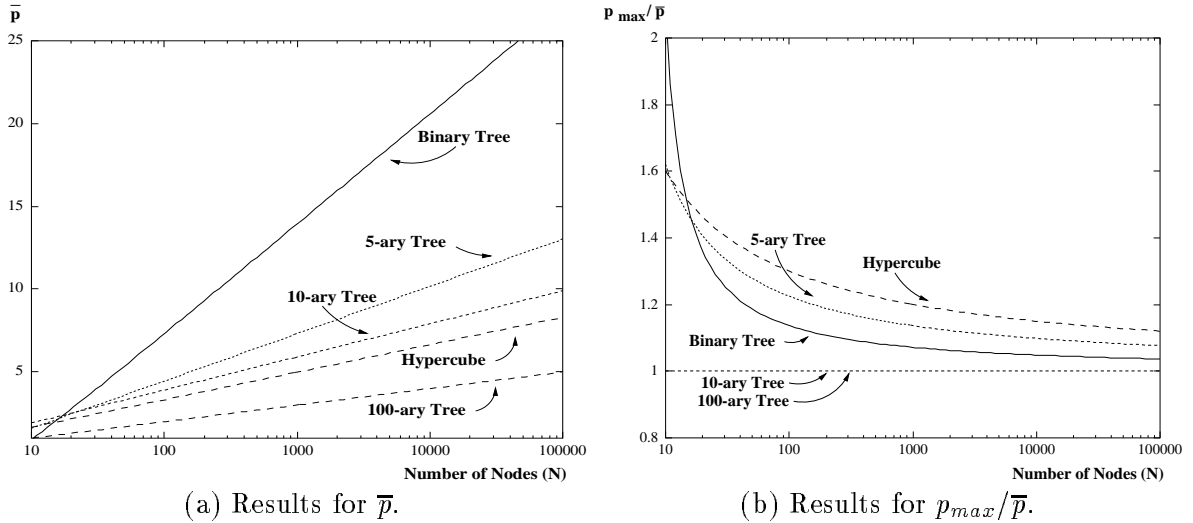 p̅
25
20
15
10
5
10
100
1000
10000
100000
Binary Tree
5-ary Tree
10-ary Tree
Hypercube
100-ary Tree
Number of Nodes (N)
(a) Results for p̅.
p max/p̅
2
1.8
1.6
1.4
1.2
1
0.8
10
100
1000
10000
100000
5-ary Tree
Hypercube
Binary Tree
10-ary Tree
100-ary Tree
Number of Nodes (N)
(b) Results for pmax/p̅.